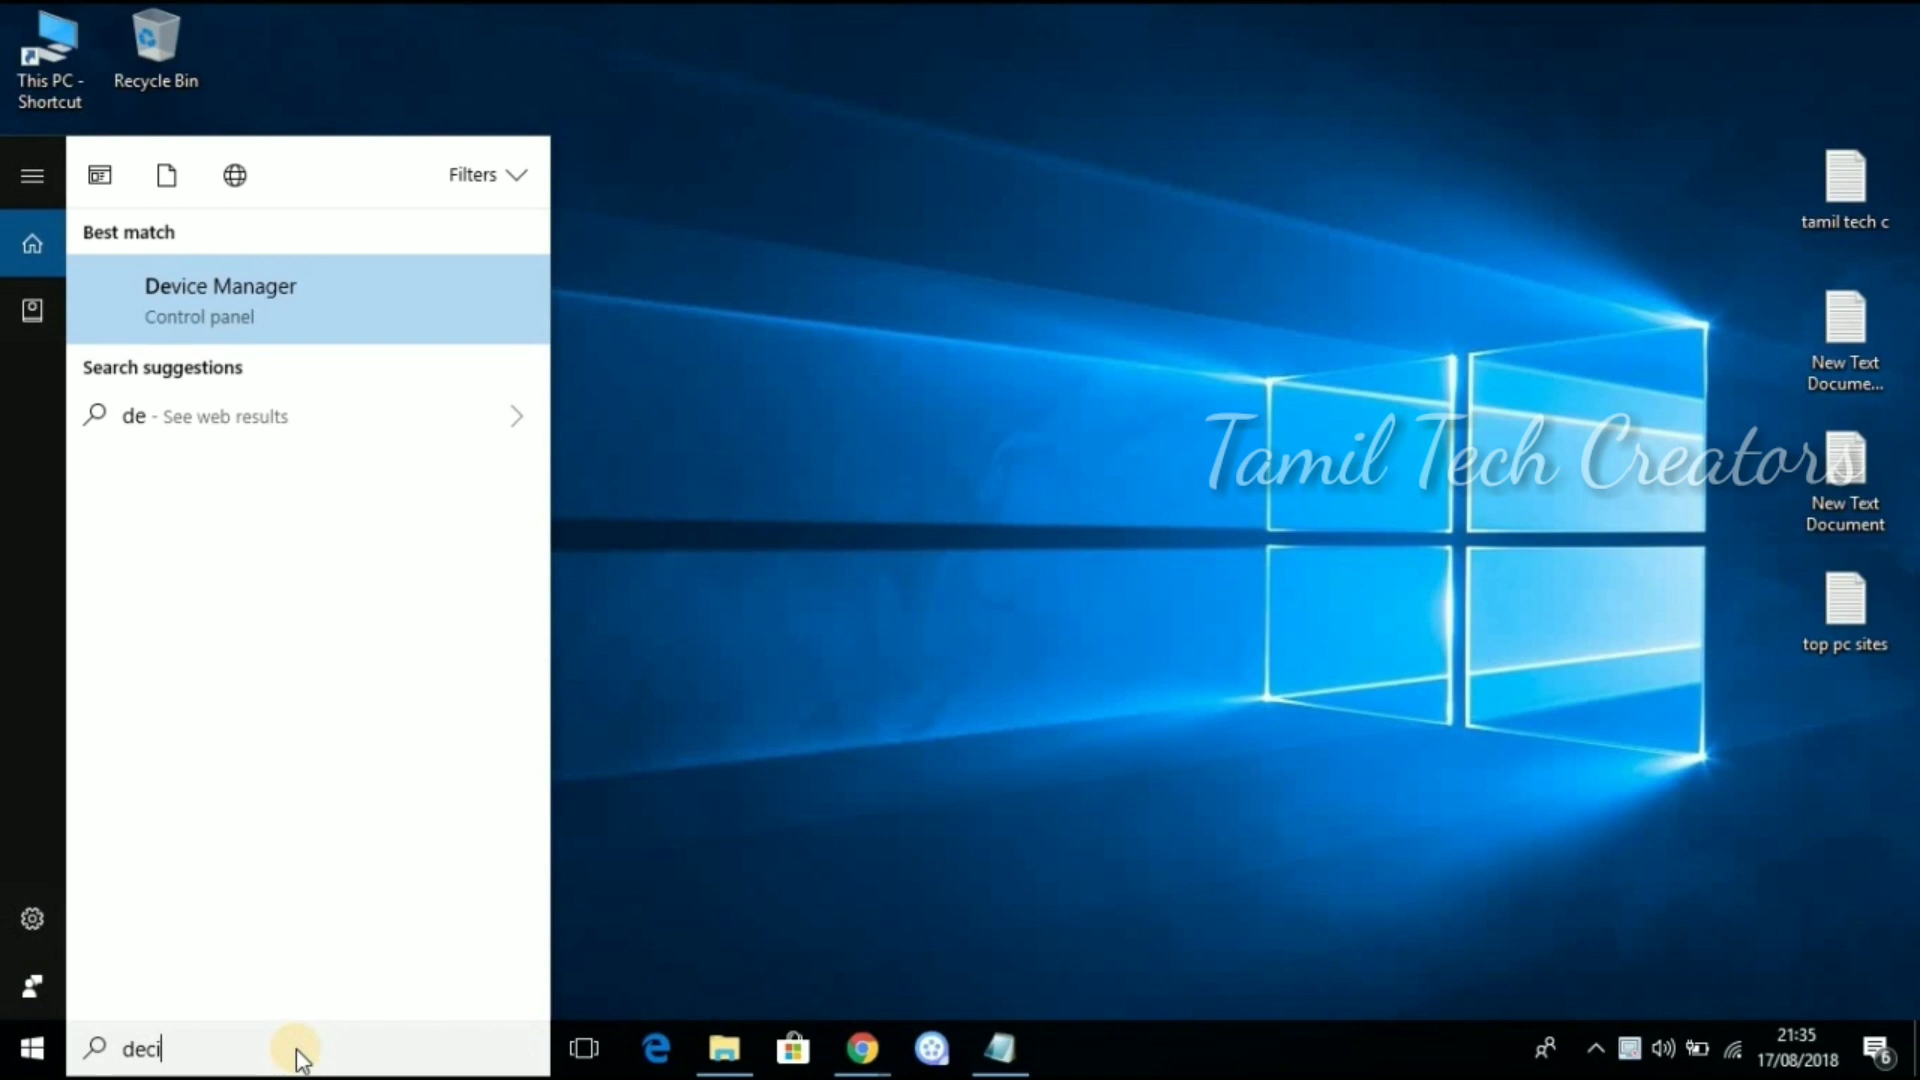 This PC -
Shortcut
Recycle Bin
Filters
Best match
Device Manager
Control panel
Search suggestions
de - See web results
deci
Tamil Tech Creators
tamil tech c
New Text
Docume...
New Text
Document
top pc sites
21:35
17/08/2018
6